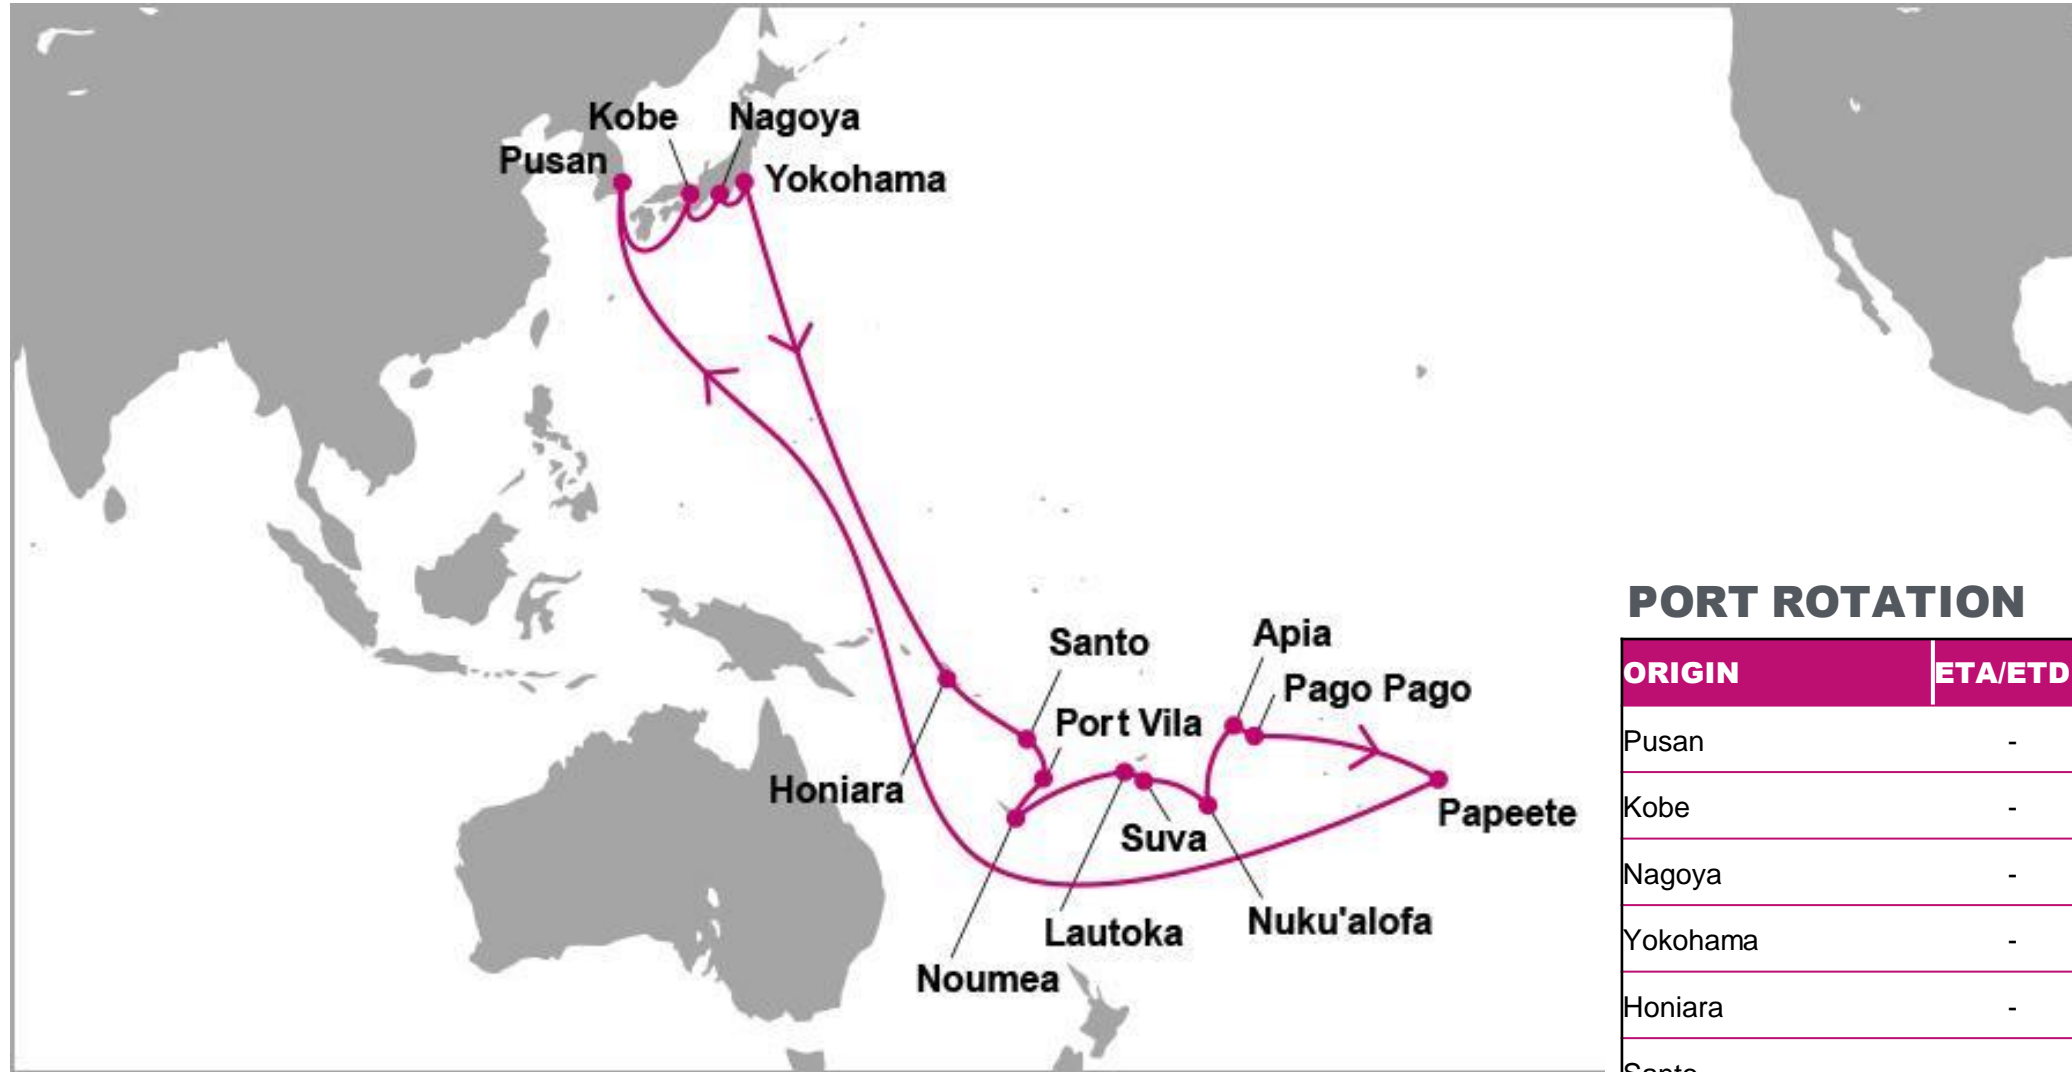 Kobe
Nagoya
Pusan
Yokohama
Santo
Apia
Pago Pago
Port Vila
Honiara
Suva
Papeete
Lautoka
Nuku'alofa
Noumea
PORT ROTATION
ORIGIN ETA/ETD
Pusan -
Kobe -
Nagoya -
Yokohama -
Honiara -
Santo